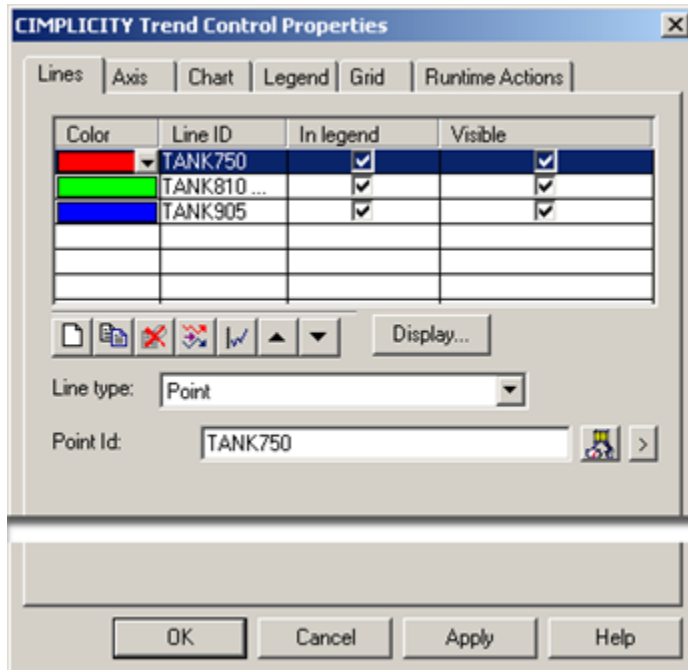 CIMPLICITY Trend Control Properties
Lines Axis Chart Legend Grid Runtime Actions
Color Line ID In legend Visible
TANK750
TANK810 ...
TANK905
Display...
Line type: Point
Point Id: TANK750 >
OK Cancel Apply Help